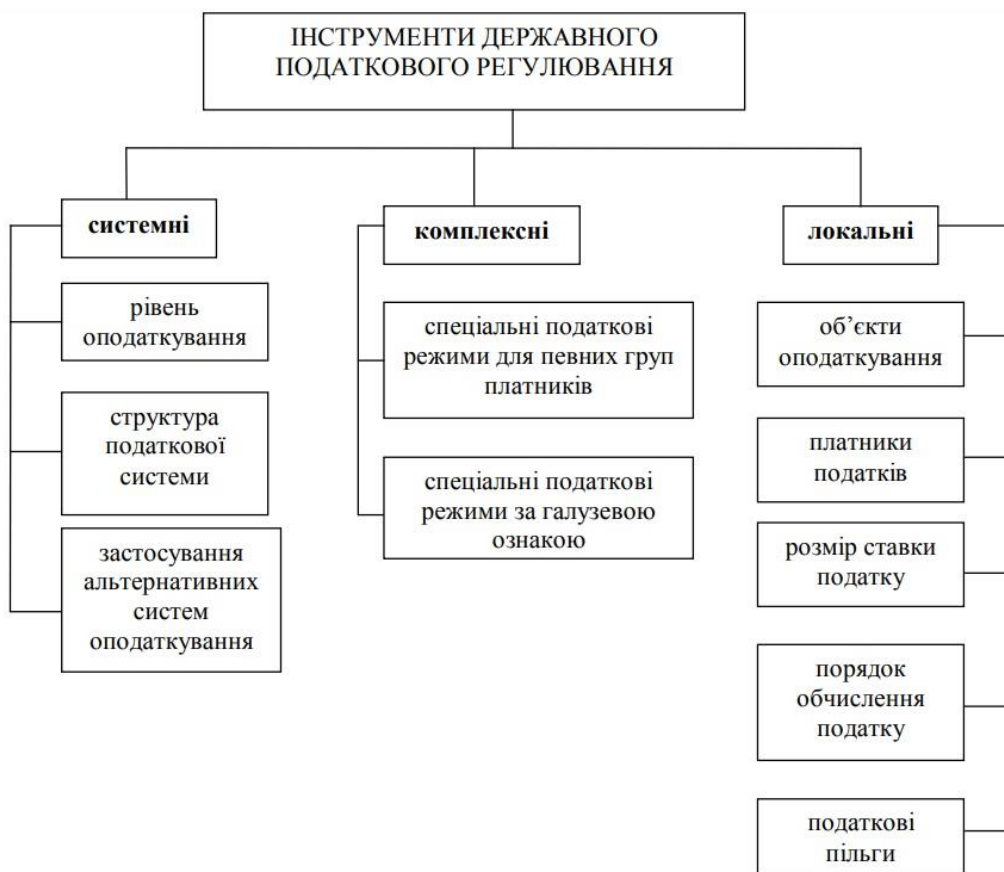 ІНСТРУМЕНТИ ДЕРЖАВНОГО
ПОДАТКОВОГО РЕГУЛЮВАННЯ
системні
рівень
оподаткування
структура
податкової
системи
застосування
альтернативних
систем
оподаткування
комплексні
спеціальні податкові
режими для певних груп
платників
спеціальні податкові
режими за галузевою
ознакою
локальні
об’єкти
оподаткування
платники
податків
розмір ставки
податку
порядок
обчислення
податку
податкові
пільги